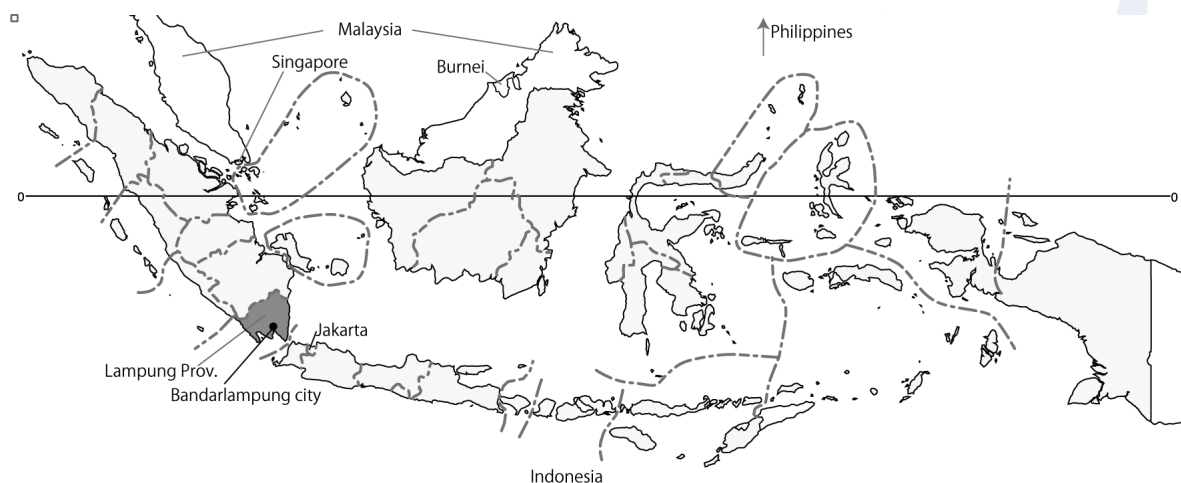 Malaysia
Philippines
Singapore
Burnei
0
0
Jakarta
Lampung Prov.
Bandarlampung city
Indonesia